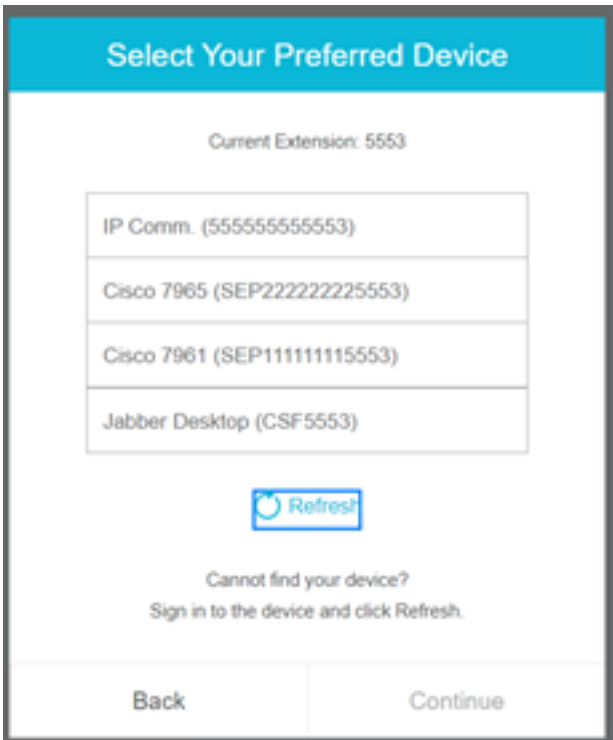 Select Your Preferred Device
Current Extension: 5553
IP Comm. (555555555553)
Cisco 7965 (SEP222222225553)
Cisco 7961 (SEP111111115553)
Jabber Desktop (CSF5553)
Refresh
Cannot find your device?
Sign in to the device and click Refresh.
Back
Continue